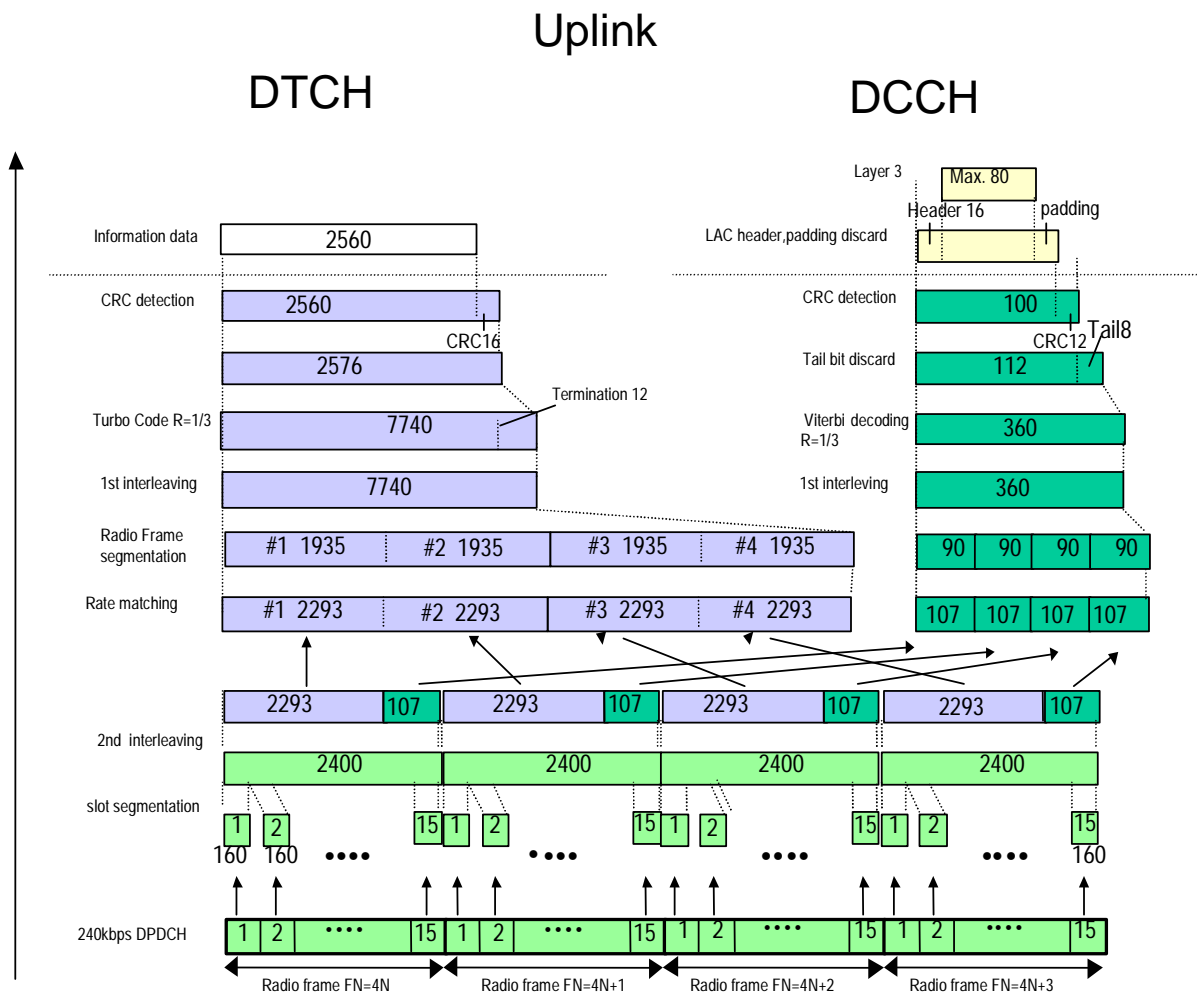 Uplink
DTCH
DCCH
Layer 3
Max. 80
Header 16
padding
Information data
2560
LAC header,padding discard
CRC detection
2560
CRC detection
100
CRC16
CRC12
Tail8
2576
Tail bit discard
112
Termination 12
Turbo Code R=1/3
7740
Viterbi decoding
R=1/3
360
1st interleaving
7740
1st interleving
360
Radio Frame
segmentation
#1 1935
#2 1935
#3 1935
#4 1935
90
90
90
90
Rate matching
#1 2293
#2 2293
#3 2293
#4 2293
107
107
107
107
2293
107
2293
107
2293
107
2293
107
2nd interleaving
2400
2400
2400
2400
slot segmentation
1
2
15
1
2
15
1
2
15
1
2
15
160
160
••••
••••
••••
••••
160
240kbps DPDCH
1
2
••••
15
1
2
••••
15
1
2
••••
15
1
2
••••
15
Radio frame FN=4N
Radio frame FN=4N+1
Radio frame FN=4N+2
Radio frame FN=4N+3